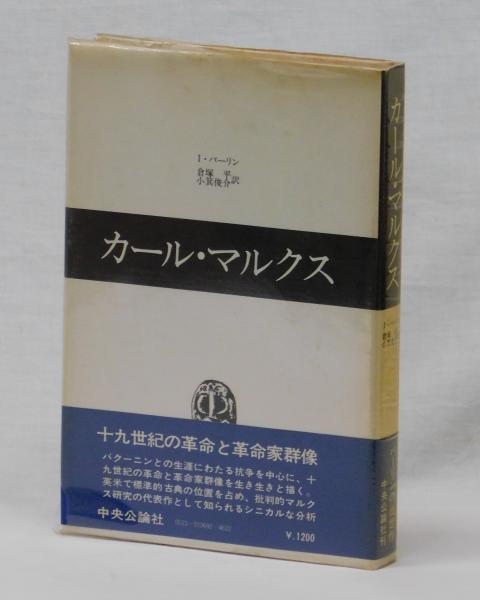 I・バーリン
倉塚 平
小箕俊介訳
カール・マルクス
十九世紀の革命と革命家群像
バクーニンとの生涯にわたる抗争を中心に、十
九世紀の革命と革命家群像を生き生きと描く。
英米で標準的古典の位置を占め、批判的マルク
ス研究の代表作として知られるシニカルな分析
中央公論社
¥.1200
カール・マルクス
中央公論社刊